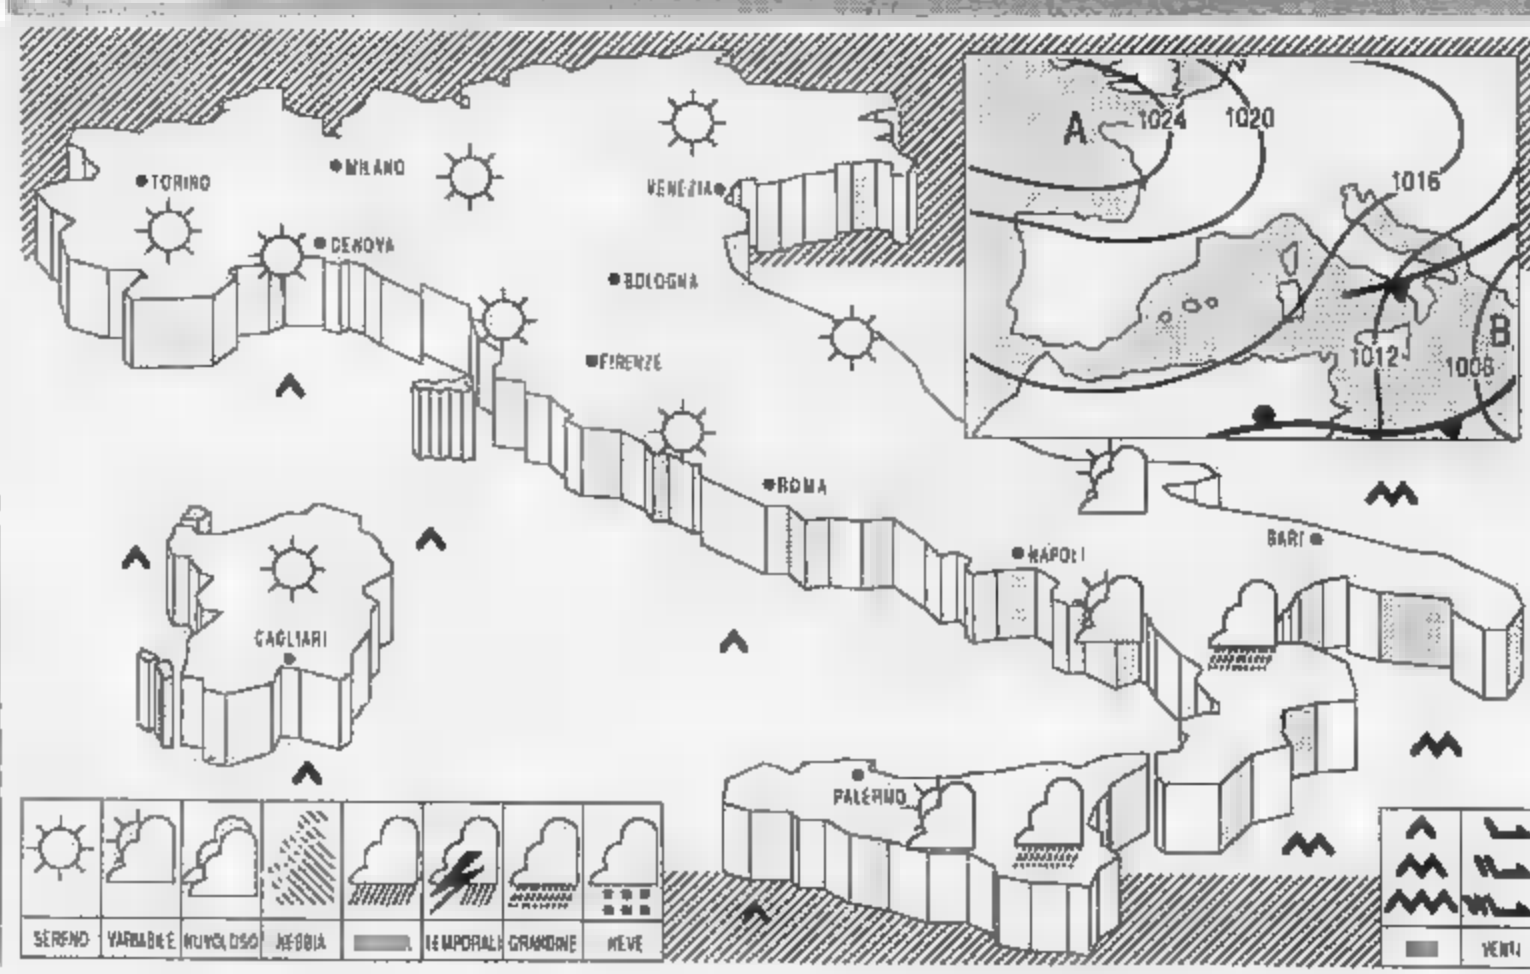 A
1024
1020
1016
TORINO
MILANO
VENEZIA
GENOVA
BOLOGNA
FIRENZE
B
1012
1008
ROMA
NAPOLI
BARI
CAGLIARI
PALERMO
SERENO VARIABILE NUVOLOSO NEBBIA TEMPORALI GRANDINE NEVE
VENTI